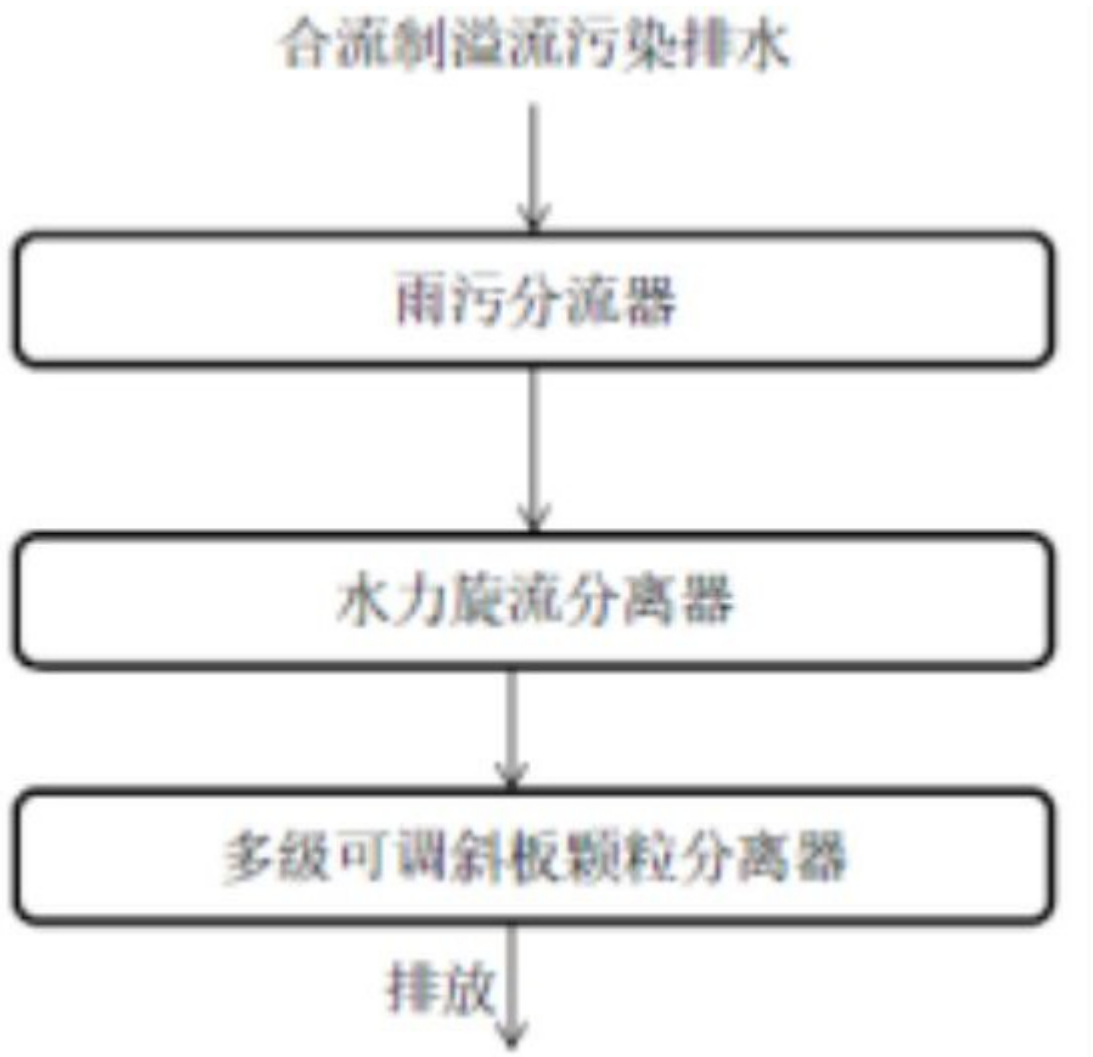 合流制溢流污染排水
雨污分流器
水力旋流分离器
多级可调斜板颗粒分离器
排放